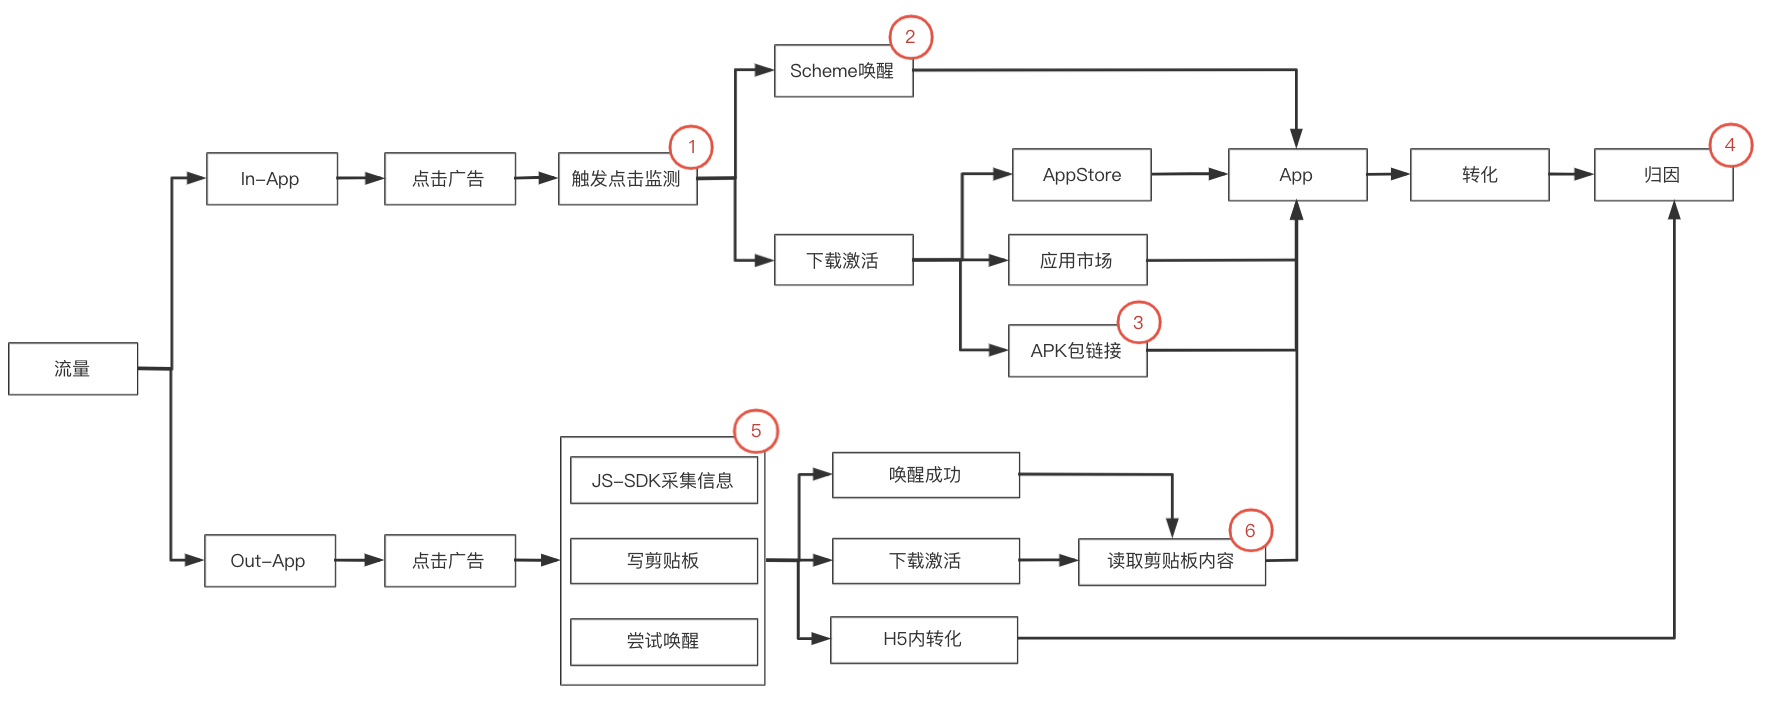 2
Scheme唤醒
1
4
In-App
点击广告
触发点击监测
AppStore
App
转化
归因
下载激活
应用市场
3
APK包链接
流量
5
JS-SDK采集信息
唤醒成功
6
Out-App
点击广告
写剪贴板
下载激活
读取剪贴板内容
尝试唤醒
H5内转化